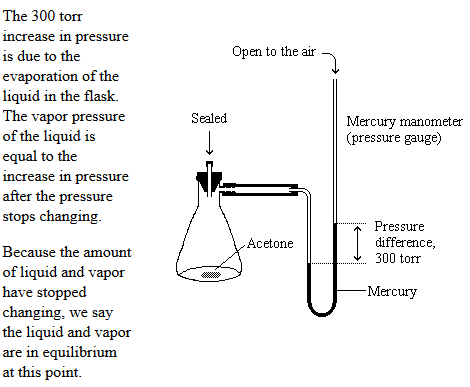 The 300 torr
increase in pressure
is due to the
evaporation of the
liquid in the flask.
The vapor pressure
of the liquid is
equal to the
increase in pressure
after the pressure
stops changing.
Because the amount
of liquid and vapor
have stopped
changing, we say
the liquid and vapor
are in equilibrium
at this point.
Open to the air
Sealed
Mercury manometer
(pressure gauge)
Acetone
Pressure
difference,
300 torr
Mercury